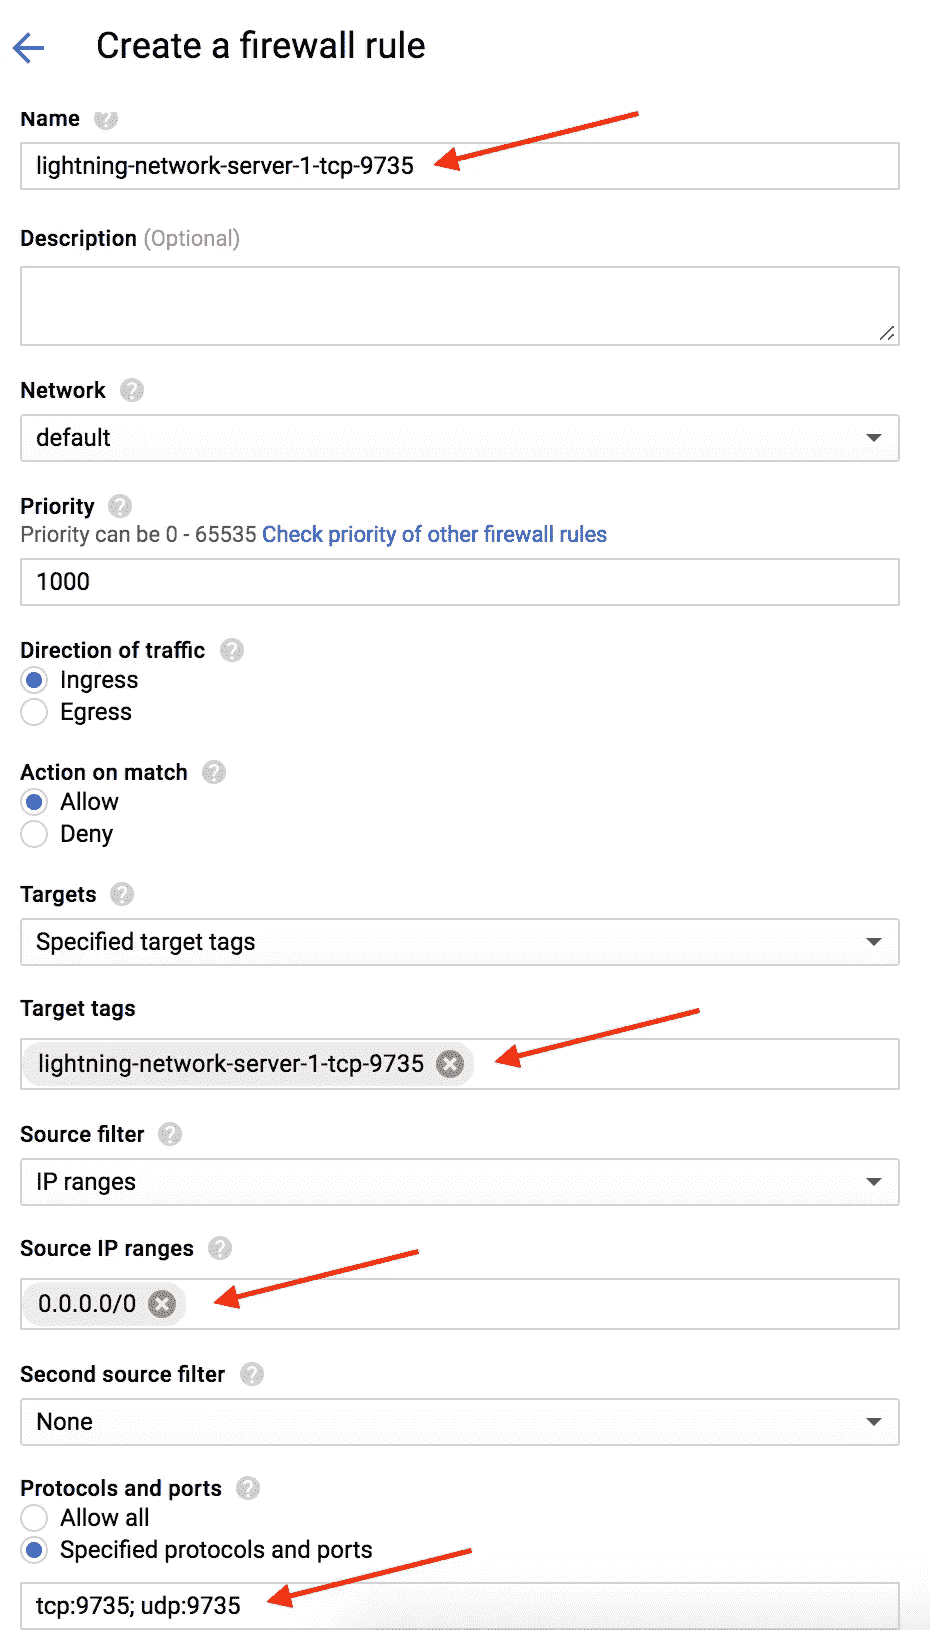 Create a firewall rule
Name
lightning-network-server-1-tcp-9735
Description (Optional)
Network
default
Priority
Priority can be 0 - 65535 Check priority of other firewall rules
1000
Direction of traffic
Ingress
Egress
Action on match
Allow
Deny
Targets
Specified target tags
Target tags
lightning-network-server-1-tcp-9735
Source filter
IP ranges
Source IP ranges
0.0.0.0/0
Second source filter
None
Protocols and ports
Allow all
Specified protocols and ports
tcp:9735; udp:9735